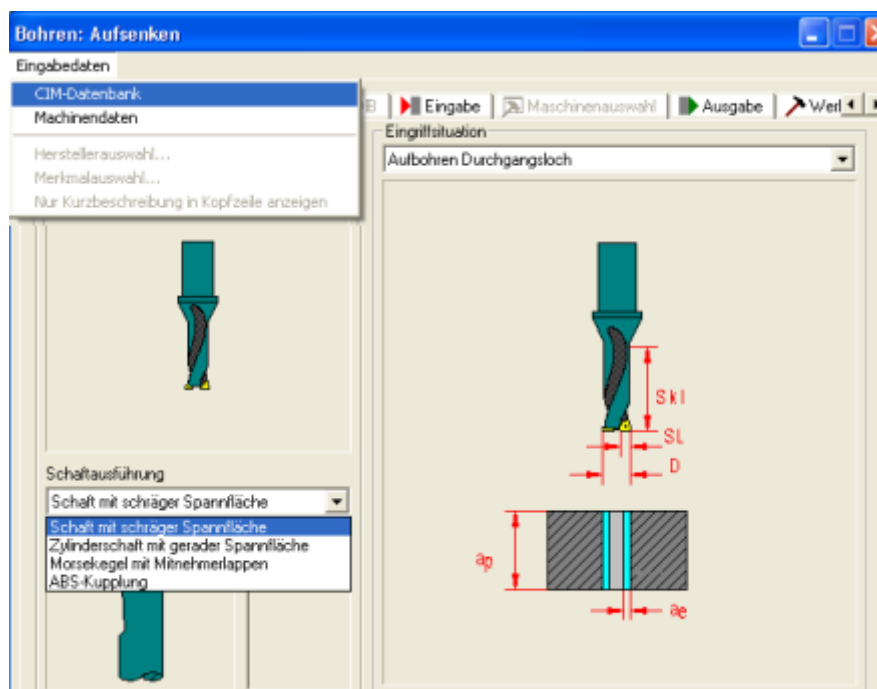 Bohren: Aufsenken
Eingabedaten
CIM-Datenbank
Machinendaten
Herstellerauswahl...
Merkmalauswahl...
Nur Kurzbeschreibung in Kopfzeile anzeigen
Eingabe
Maschinenauswahl
Ausgabe
Eingriffsituation
Aufbohren Durchgangsloch
Skl
SL
D
ap
ae
Schaftausführung
Schaft mit schräger Spannfläche
Schaft mit schräger Spannfläche
Zylinderschaft mit gerader Spannfläche
Morsekegel mit Mitnehmerlappen
ABS-Kupplung